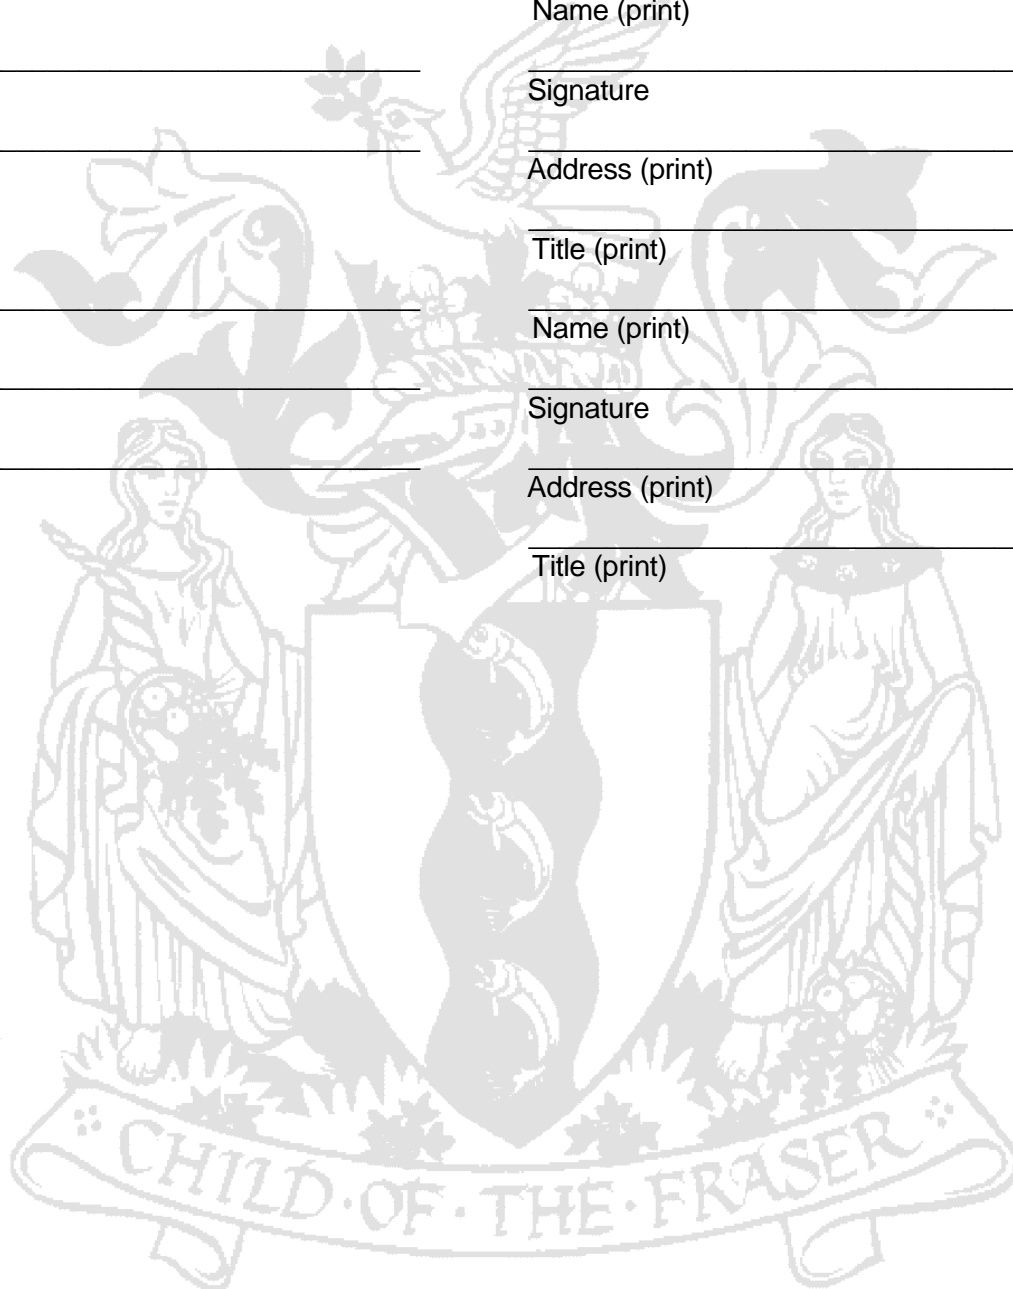 Name (print)
Signature
Address (print)
Title (print)
Name (print)
Signature
Address (print)
Title (print)
CHILD·OF·THE·FRASER